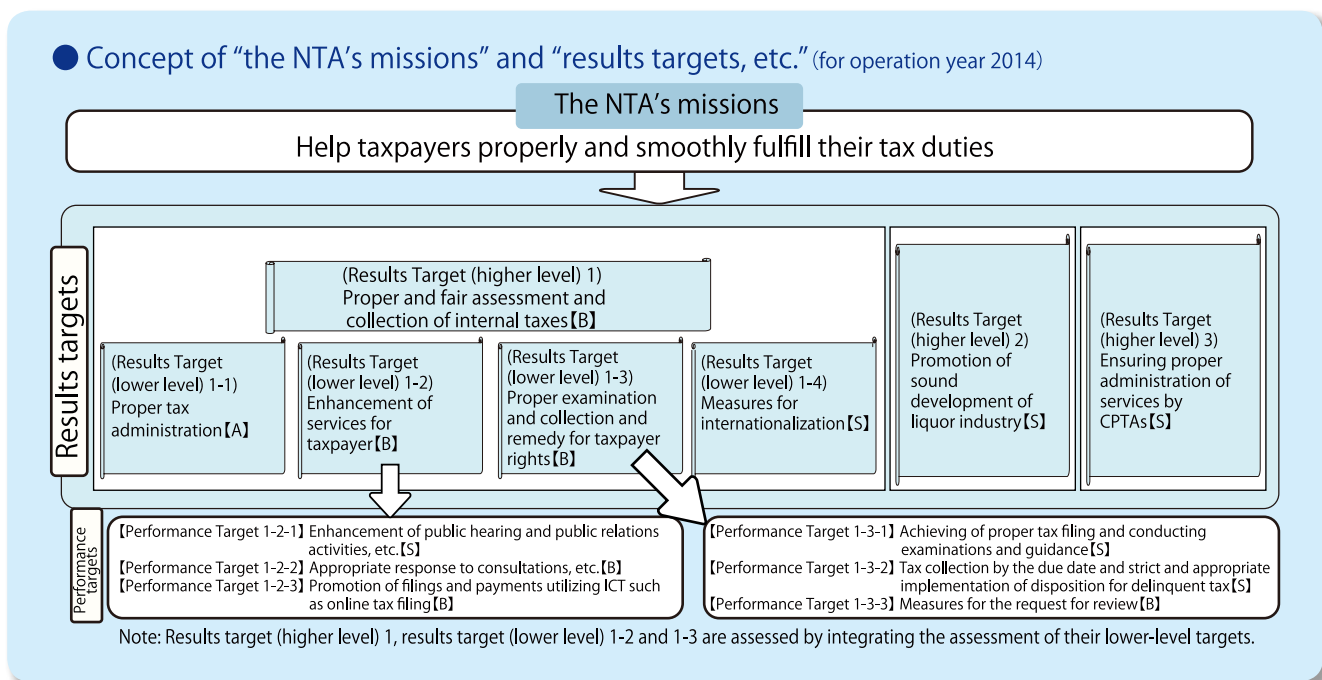 ● Concept of “the NTA’s missions” and “results targets, etc.” (for operation year 2014)
The NTA’s missions
Help taxpayers properly and smoothly fulfill their tax duties
Results targets
(Results Target (higher level) 1)
Proper and fair assessment and
collection of internal taxes【B】
(Results Target
(lower level) 1-1)
Proper tax
administration【A】
(Results Target
(lower level) 1-2)
Enhancement of
services for
taxpayer【B】
(Results Target
(lower level) 1-3)
Proper examination
and collection and
remedy for taxpayer
rights【B】
(Results Target
(lower level) 1-4)
Measures for
internationalization【S】
(Results Target
(higher level) 2)
Promotion of
sound
development of
liquor industry【S】
(Results Target
(higher level) 3)
Ensuring proper
administration of
services by
CPTAs【S】
Performance
targets
【Performance Target 1-2-1】 Enhancement of public hearing and public relations
activities, etc.【S】
【Performance Target 1-2-2】 Appropriate response to consultations, etc.【B】
【Performance Target 1-2-3】 Promotion of filings and payments utilizing ICT such
as online tax filing【B】
【Performance Target 1-3-1】 Achieving of proper tax filing and conducting
examinations and guidance【S】
【Performance Target 1-3-2】 Tax collection by the due date and strict and appropriate
implementation of disposition for delinquent tax【S】
【Performance Target 1-3-3】 Measures for the request for review【B】
Note: Results target (higher level) 1, results target (lower level) 1-2 and 1-3 are assessed by integrating the assessment of their lower-level targets.